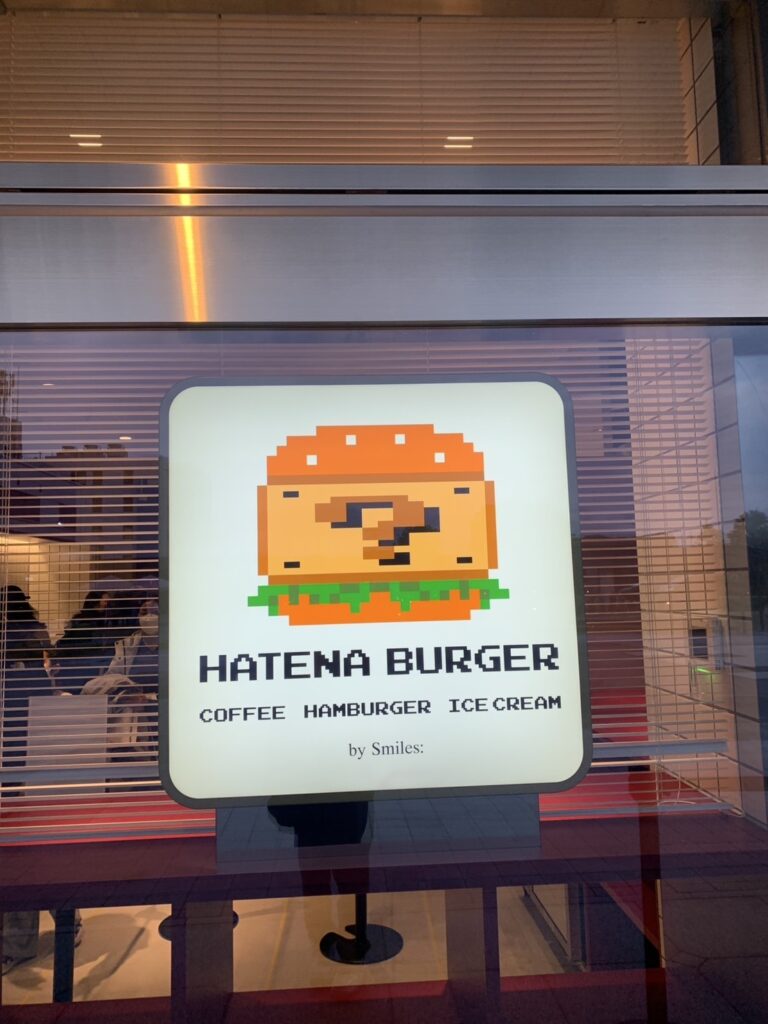 ?
HATENA BURGER
COFFEE HAMBURGER ICE CREAM
by Smiles: